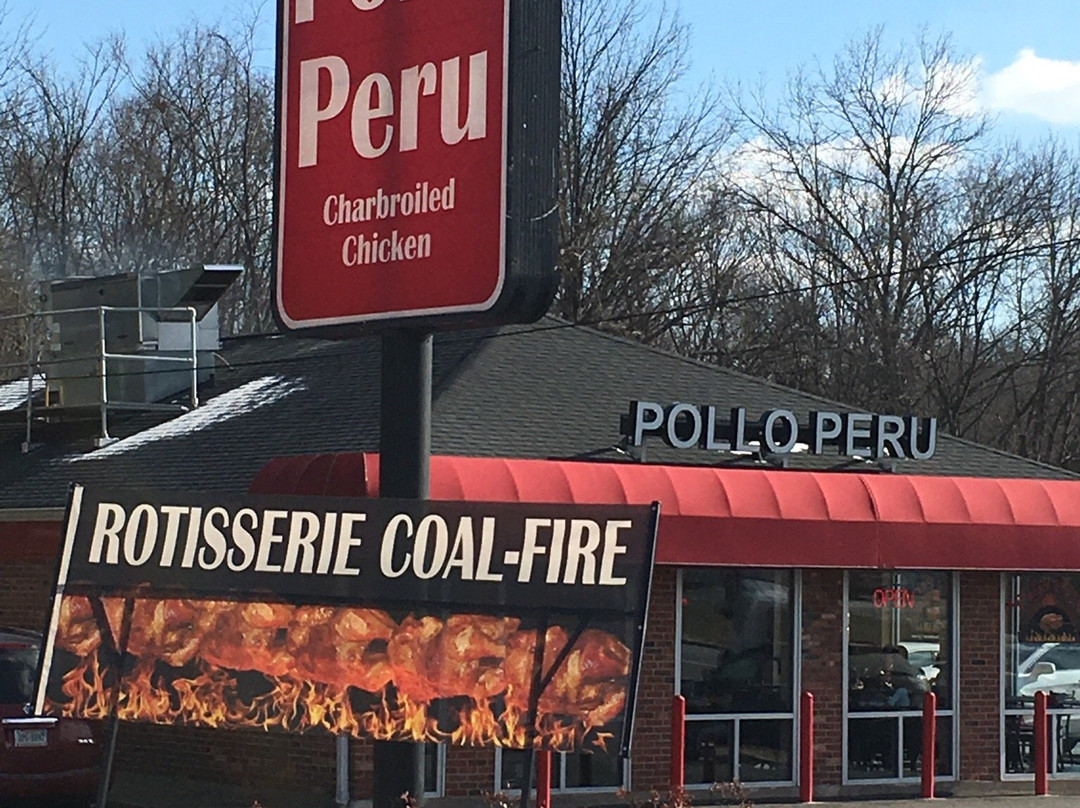 Peru
Charbroiled
Chicken
POLLO PERU
ROTISSERIE COAL-FIRE
OPEN